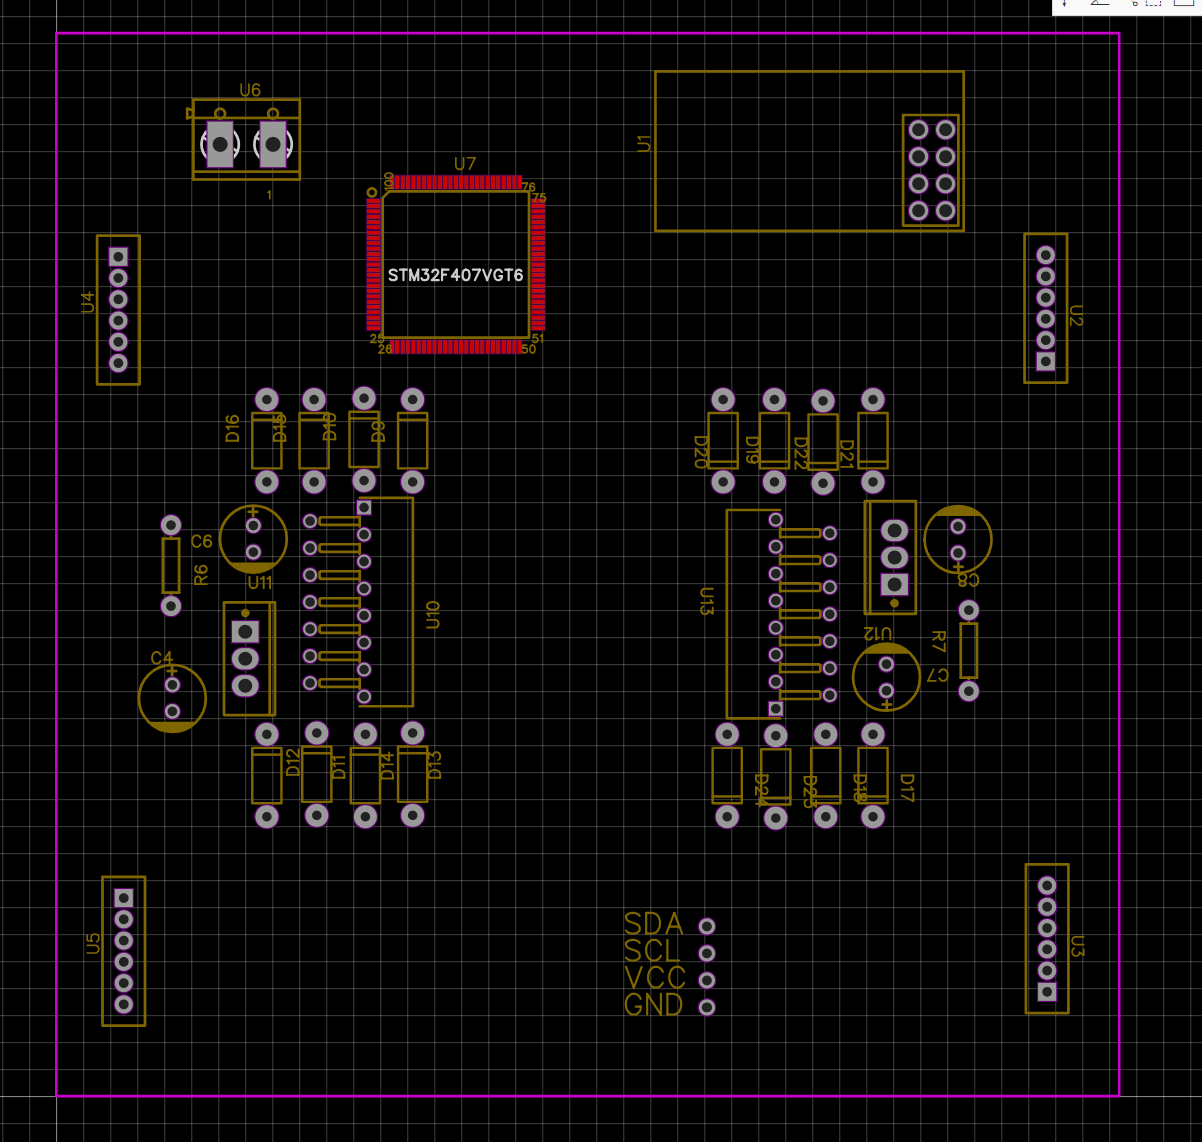 U6
1
U7
100
76
75
STM32F407VGT6
25
26
51
50
U1
U4
U2
D16
D15
D10
D9
D20
D19
D22
D21
C6
R6
U11
U10
C4
U13
U12
C8
R7
C7
D12
D11
D14
D13
D24
D23
D18
D17
U5
SDA
SCL
VCC
GND
U3